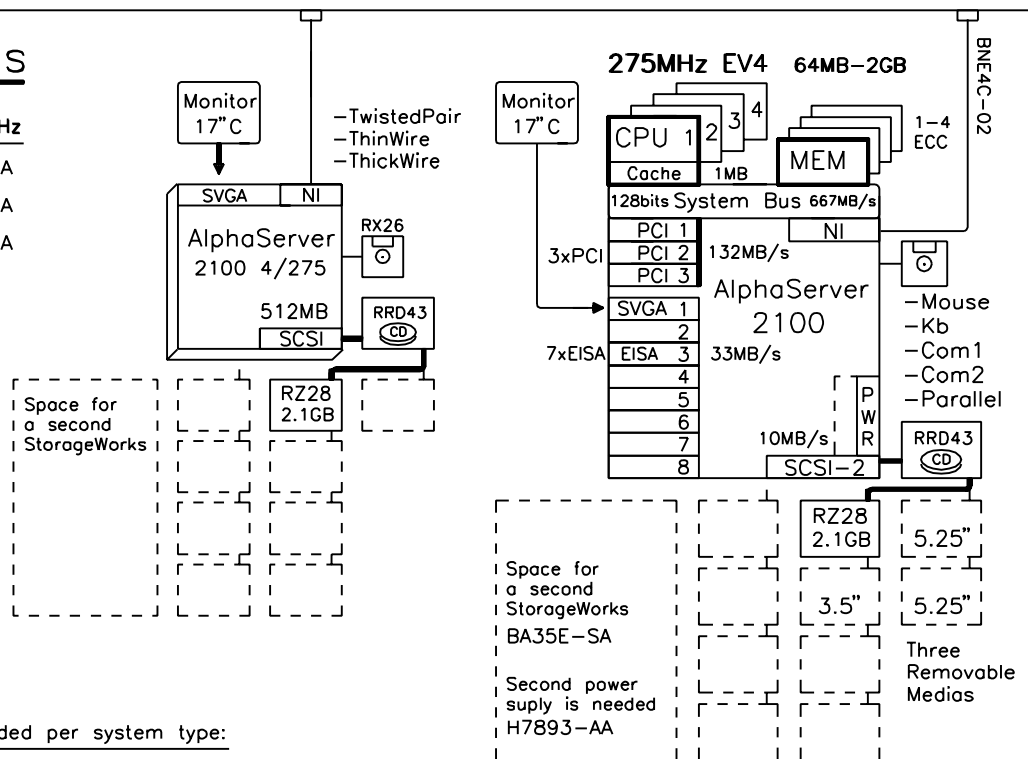 S
Hz
A
A
A
Monitor
17"C
-TwistedPair
-ThinWire
-ThickWire
SVGA NI
AlphaServer
2100 4/275
512MB
SCSI
RX26
RRD43
CD
RZ28
2.1GB
Space for
a second
StorageWorks
ded per system type:
275MHz EV4 64MB-2GB
BNE4C-02
Monitor
17"C
CPU 1 2 3 4
Cache 1MB
MEM
1-4
ECC
128bits System Bus 667MB/s
NI
PCI 1
3xPCI PCI 2 132MB/s
PCI 3
AlphaServer
2100
SVGA 1
2
7xEISA EISA 3 33MB/s
4
5
6
7
8
-Mouse
-Kb
-Com1
-Com2
-Parallel
PWR
10MB/s
SCSI-2
RRD43
CD
RZ28
2.1GB
5.25"
3.5"
5.25"
Space for
a second
StorageWorks
BA35E-SA
Second power
suply is needed
H7893-AA
Three
Removable
Medias